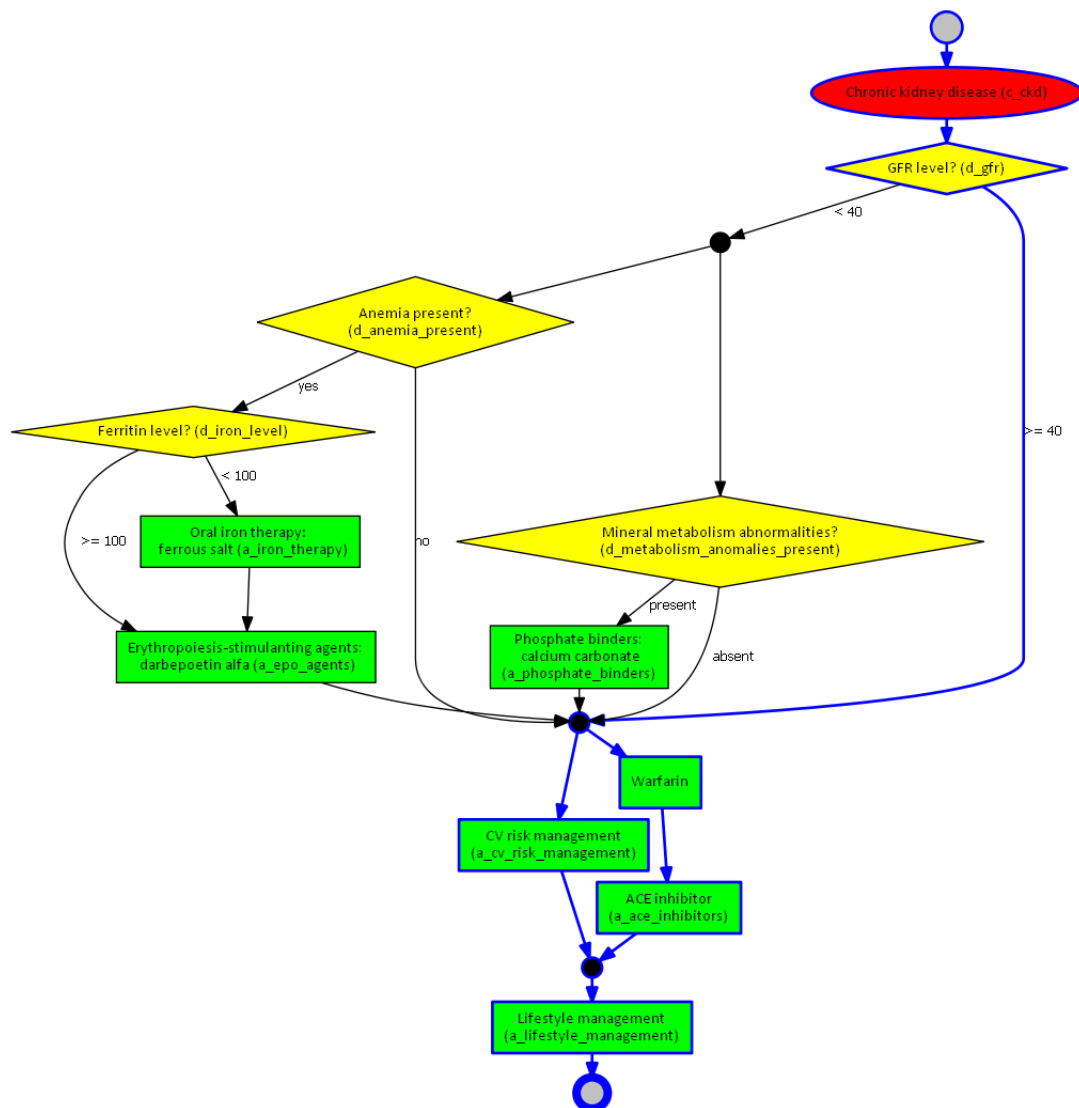 Chronic kidney disease (c_ckd)
GFR level? (d_gfr)
< 40
Anemia present?
(d_anemia_present)
yes
Ferritin level? (d_iron_level)
>= 40
< 100
Oral iron therapy:
ferrous salt (a_iron_therapy)
>= 100
no
Mineral metabolism abnormalities?
(d_metabolism_anomalies_present)
present
Erythropoiesis-stimulanting agents:
darbepoetin alfa (a_epo_agents)
Phosphate binders:
calcium carbonate
(a_phosphate_binders)
absent
Warfarin
CV risk management
(a_cv_risk_management)
ACE inhibitor
(a_ace_inhibitors)
Lifestyle management
(a_lifestyle_management)